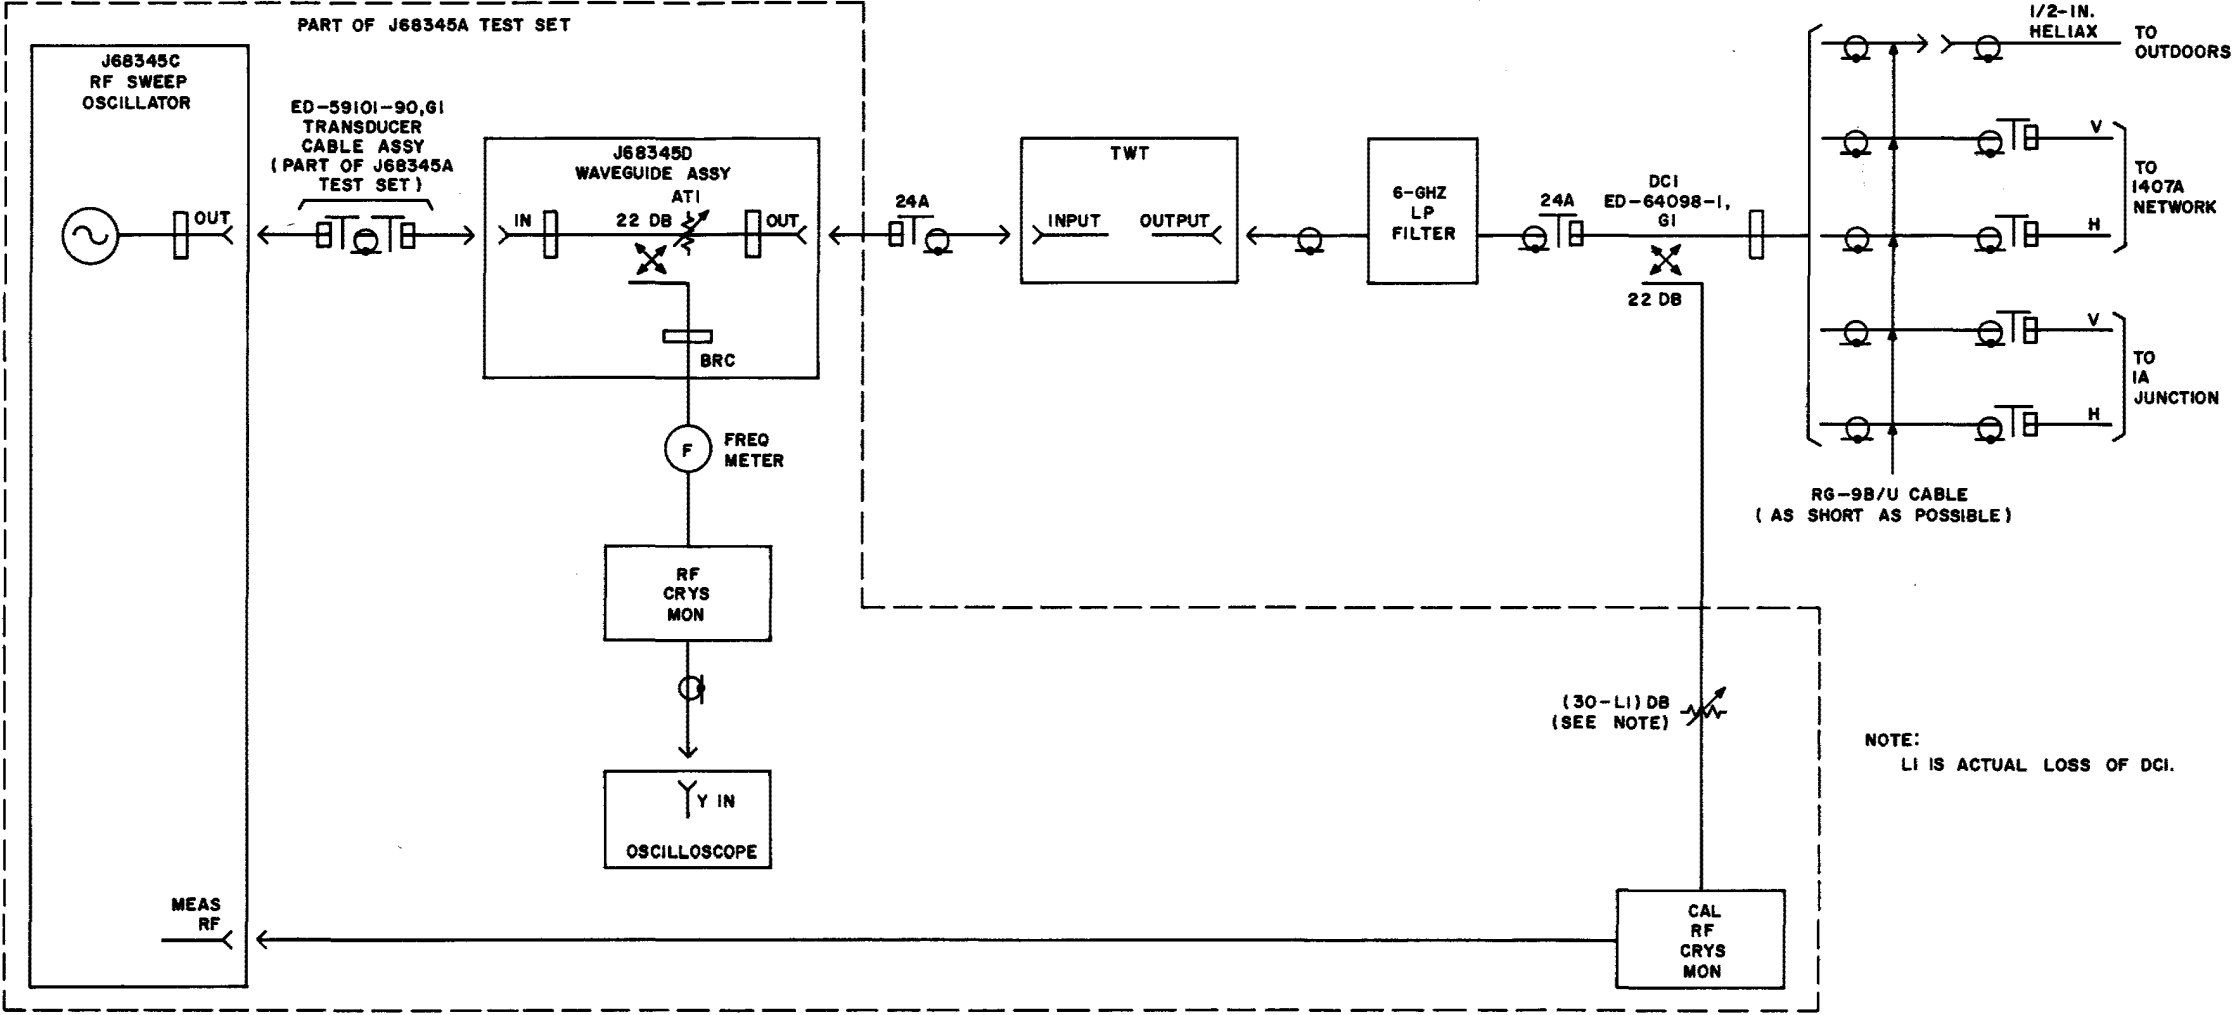 PART OF J68345A TEST SET
J68345C
RF SWEEP
OSCILLATOR
OUT
ED-59101-90,G1
TRANSDUCER
CABLE ASSY
(PART OF J68345A
TEST SET)
J68345D
WAVEGUIDE ASSY
AT1
22 DB
IN
OUT
BRC
F
FREQ
METER
RF
CRYS
MON
Y IN
OSCILLOSCOPE
MEAS
RF
24A
TWT
INPUT
OUTPUT
6-GHZ
LP
FILTER
24A
DC1
ED-64098-1,
G1
22 DB
1/2-IN.
HELIAX
TO
OUTDOORS
V
H
TO
1407A
NETWORK
V
H
TO
1A
JUNCTION
RG-9B/U CABLE
(AS SHORT AS POSSIBLE)
(30-L1) DB
(SEE NOTE)
CAL
RF
CRYS
MON
NOTE:
L1 IS ACTUAL LOSS OF DC1.